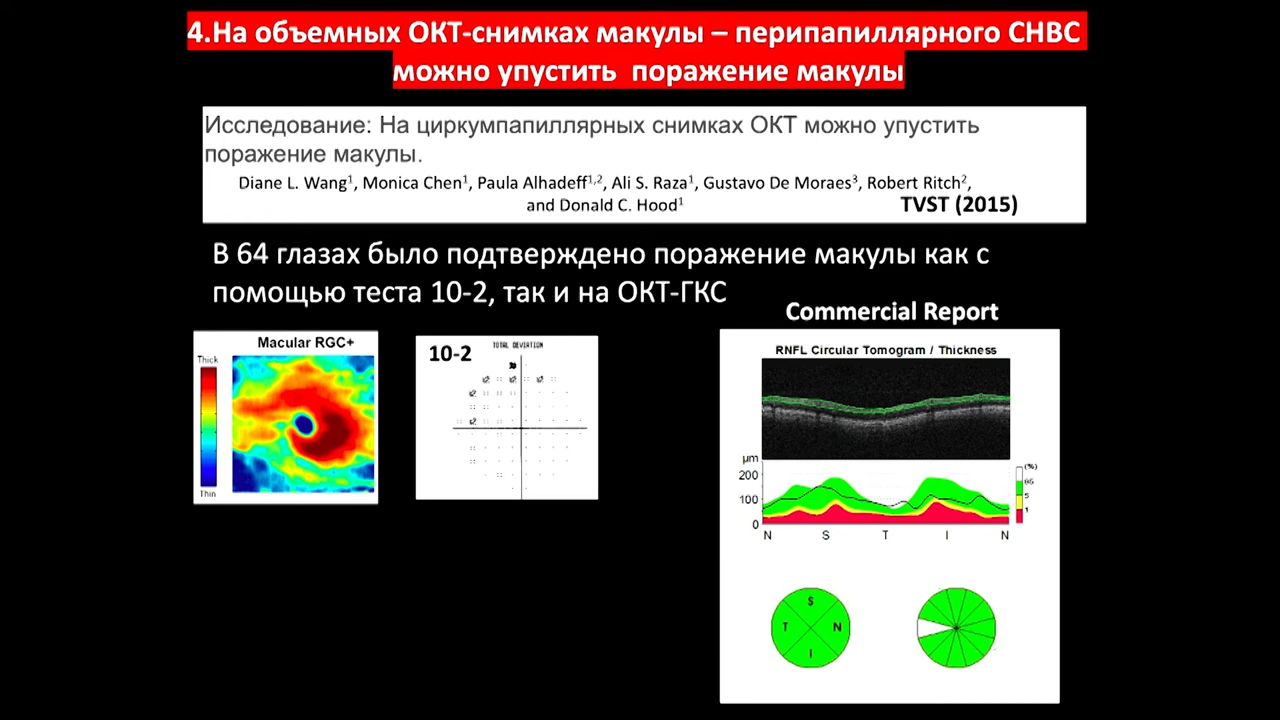 4.На объемных ОКТ-снимках макулы – перипапиллярного СНВС
можно упустить поражение макулы
Исследование: На циркумпапиллярных снимках ОКТ можно упустить
поражение макулы.
Diane L. Wang¹, Monica Chen¹, Paula Alhadeff¹,², Ali S. Raza¹, Gustavo De Moraes³, Robert Ritch²,
and Donald C. Hood¹
TVST (2015)
В 64 глазах было подтверждено поражение макулы как с
помощью теста 10-2, так и на ОКТ-ГКС
Commercial Report
Macular RGC+
Thick
Thin
10-2
TOTAL DEVIATION
RNFL Circular Tomogram / Thickness
µm
200
100
0
N S T I N
(%)
5
1
S
T N
I